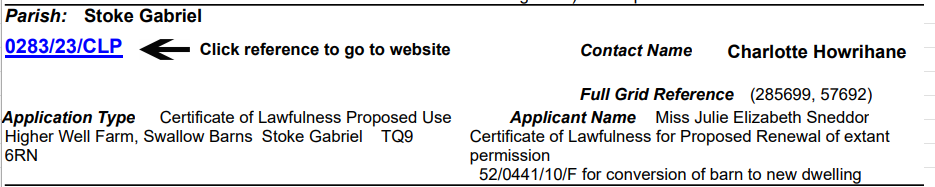 Parish: Stoke Gabriel
0283/23/CLP Click reference to go to website
Contact Name Charlotte Howrihane
Full Grid Reference (285699, 57692)
Application Type Certificate of Lawfulness Proposed Use
Higher Well Farm, Swallow Barns Stoke Gabriel TQ9
6RN
Applicant Name Miss Julie Elizabeth Sneddor
Certificate of Lawfulness for Proposed Renewal of extant
permission
52/0441/10/F for conversion of barn to new dwelling